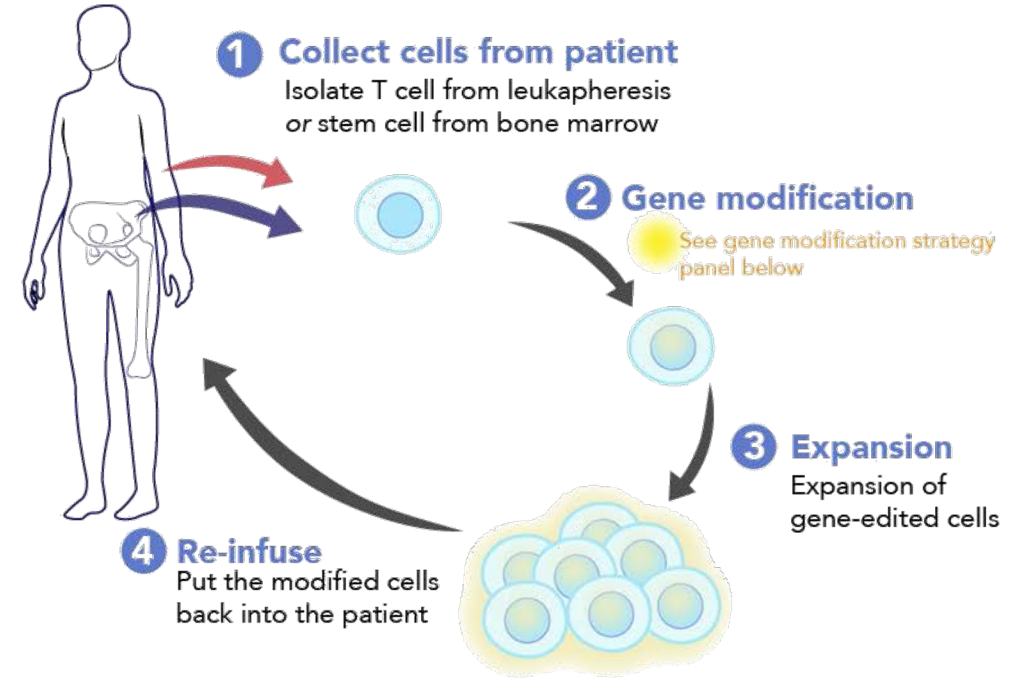 1 Collect cells from patient
Isolate T cell from leukapheresis
or stem cell from bone marrow
2 Gene modification
See gene modification strategy
panel below
3 Expansion
Expansion of
gene-edited cells
4 Re-infuse
Put the modified cells
back into the patient